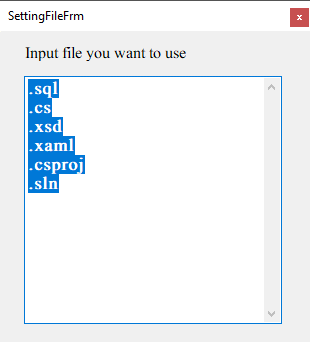 SettingFileFrm
x
Input file you want to use
.sql
.cs
.xsd
.xaml
.csproj
.sln